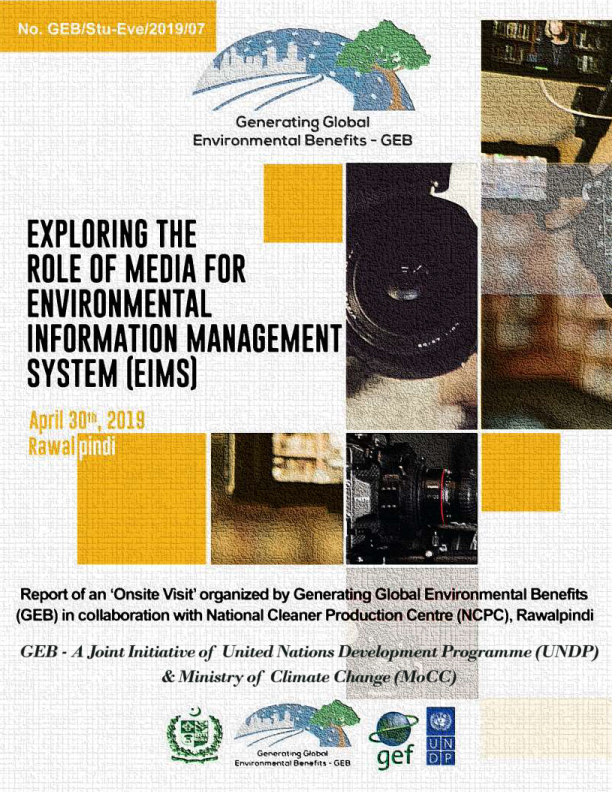 No. GEB/Stu-Eve/2019/07
Generating Global
Environmental Benefits - GEB
EXPLORING THE
ROLE OF MEDIA FOR
ENVIRONMENTAL
INFORMATION MANAGEMENT
SYSTEM (EIMS)
April 30th, 2019
Rawalpindi
Report of an ‘Onsite Visit’ organized by Generating Global Environmental Benefits
(GEB) in collaboration with National Cleaner Production Centre (NCPC), Rawalpindi
GEB - A Joint Initiative of United Nations Development Programme (UNDP)
& Ministry of Climate Change (MoCC)
Generating Global
Environmental Benefits - GEB
gef
U N
D P